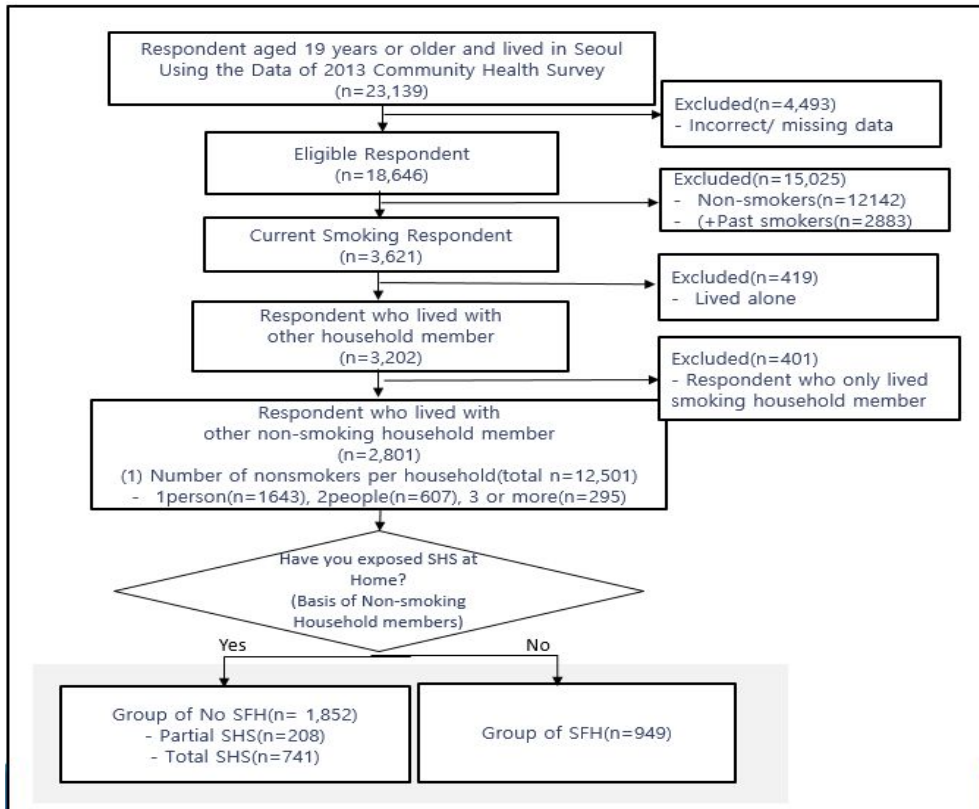 Respondent aged 19 years or older and lived in Seoul
Using the Data of 2013 Community Health Survey
(n=23,139)
Excluded(n=4,493)
- Incorrect/ missing data
Eligible Respondent
(n=18,646)
Excluded(n=15,025)
- Non-smokers(n=12142)
- (+Past smokers(n=2883)
Current Smoking Respondent
(n=3,621)
Excluded(n=419)
- Lived alone
Respondent who lived with
other household member
(n=3,202)
Excluded(n=401)
- Respondent who only lived
smoking household member
Respondent who lived with
other non-smoking household member
(n=2,801)
(1) Number of nonsmokers per household(total n=12,501)
- 1person(n=1643), 2people(n=607), 3 or more(n=295)
Have you exposed SHS at
Home?
(Basis of Non-smoking
Household members)
Yes
No
Group of No SFH(n= 1,852)
- Partial SHS(n=208)
- Total SHS(n=741)
Group of SFH(n=949)